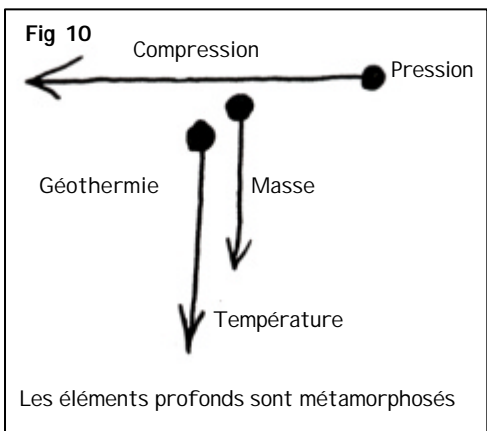 Fig 10
Compression
Pression
Géothermie
Masse
Température
Les éléments profonds sont métamorphosés